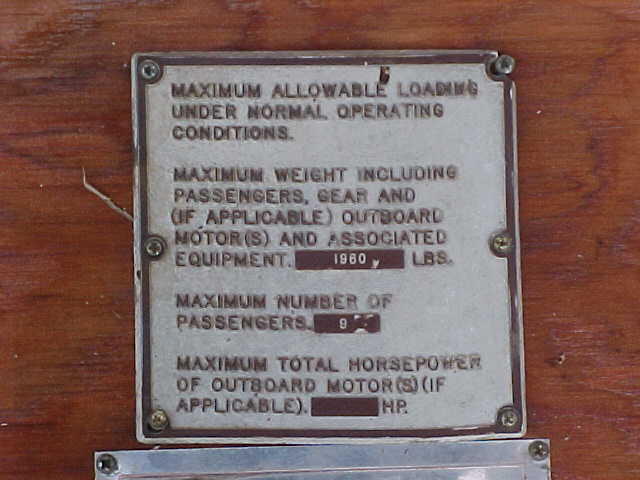 MAXIMUM ALLOWABLE LOADING
UNDER NORMAL OPERATING
CONDITIONS.
MAXIMUM WEIGHT INCLUDING
PASSENGERS, GEAR AND
(IF APPLICABLE) OUTBOARD
MOTOR(S) AND ASSOCIATED
EQUIPMENT. 1960 LBS.
MAXIMUM NUMBER OF
PASSENGERS. 9
MAXIMUM TOTAL HORSEPOWER
OF OUTBOARD MOTOR(S) (IF
APPLICABLE). HP.